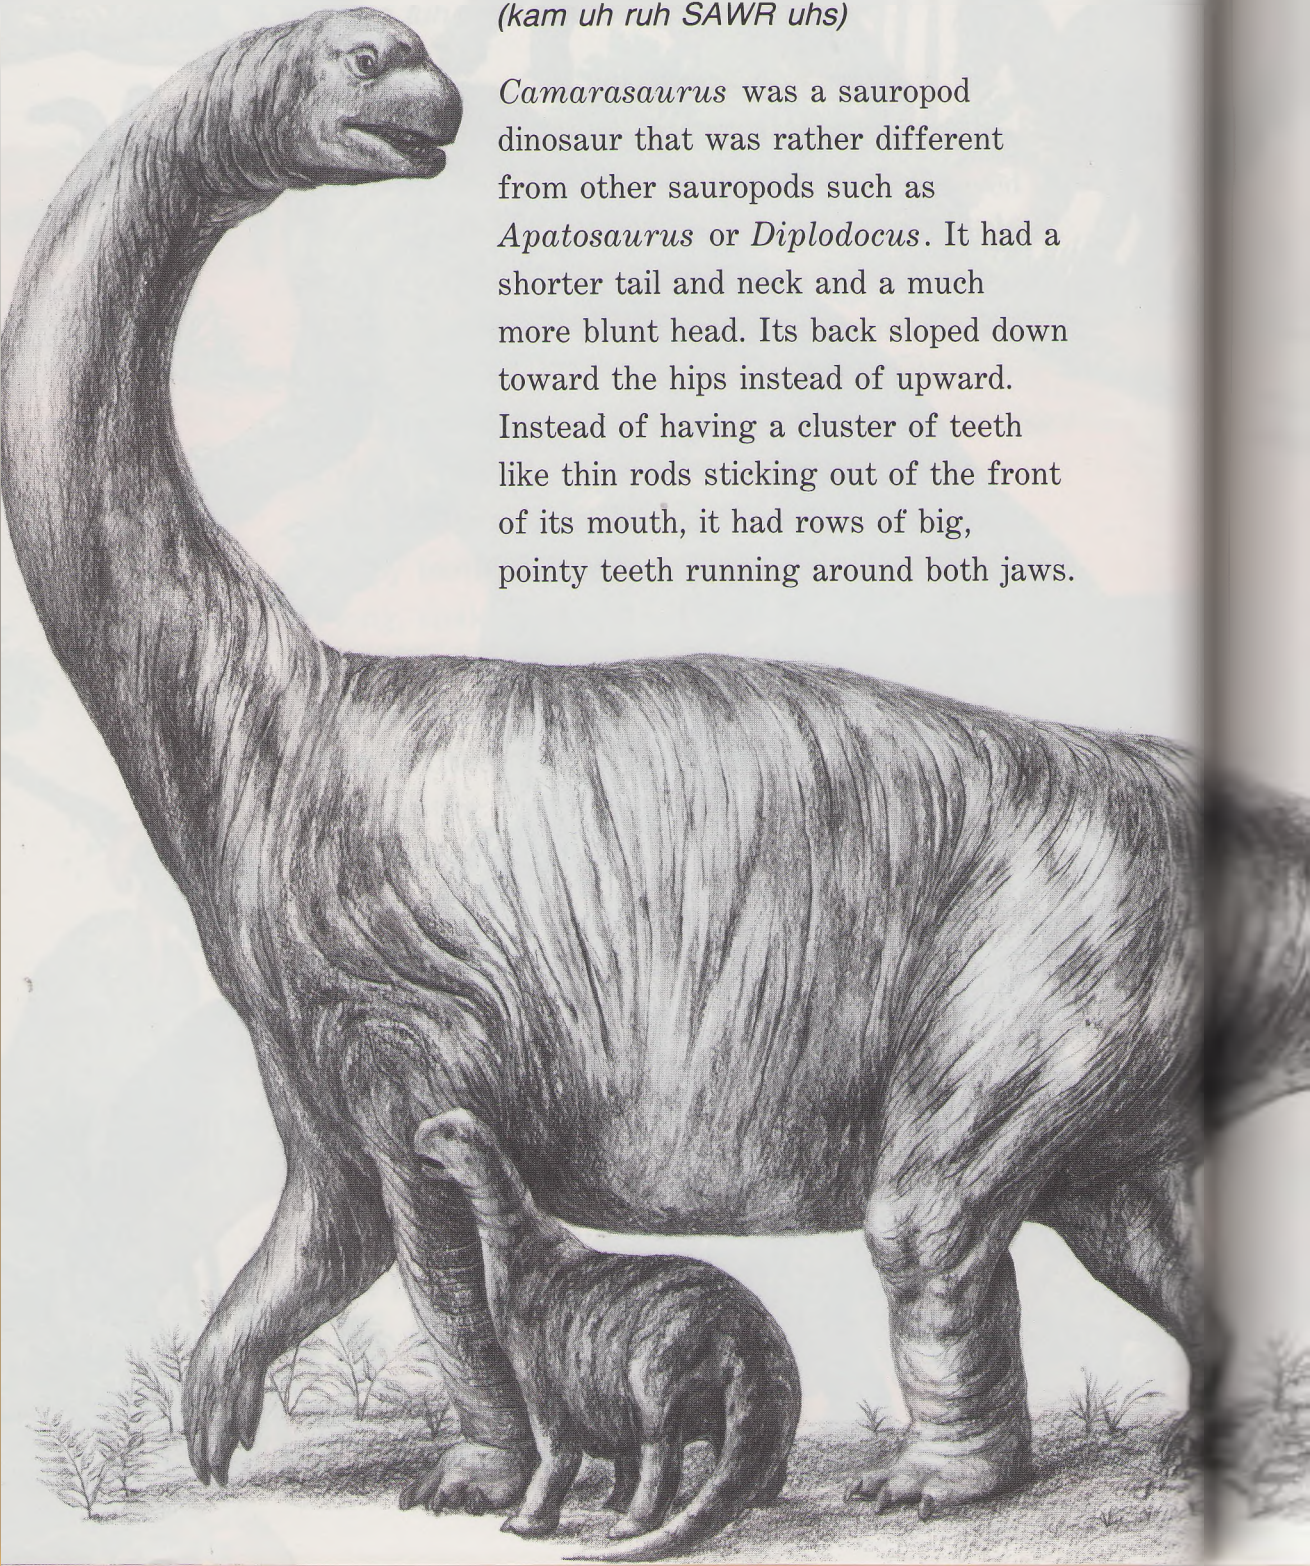 (kam uh ruh SAWR uhs)
Camarasaurus was a sauropod
dinosaur that was rather different
from other sauropods such as
Apatosaurus or Diplodocus. It had a
shorter tail and neck and a much
more blunt head. Its back sloped down
toward the hips instead of upward.
Instead of having a cluster of teeth
like thin rods sticking out of the front
of its mouth, it had rows of big,
pointy teeth running around both jaws.